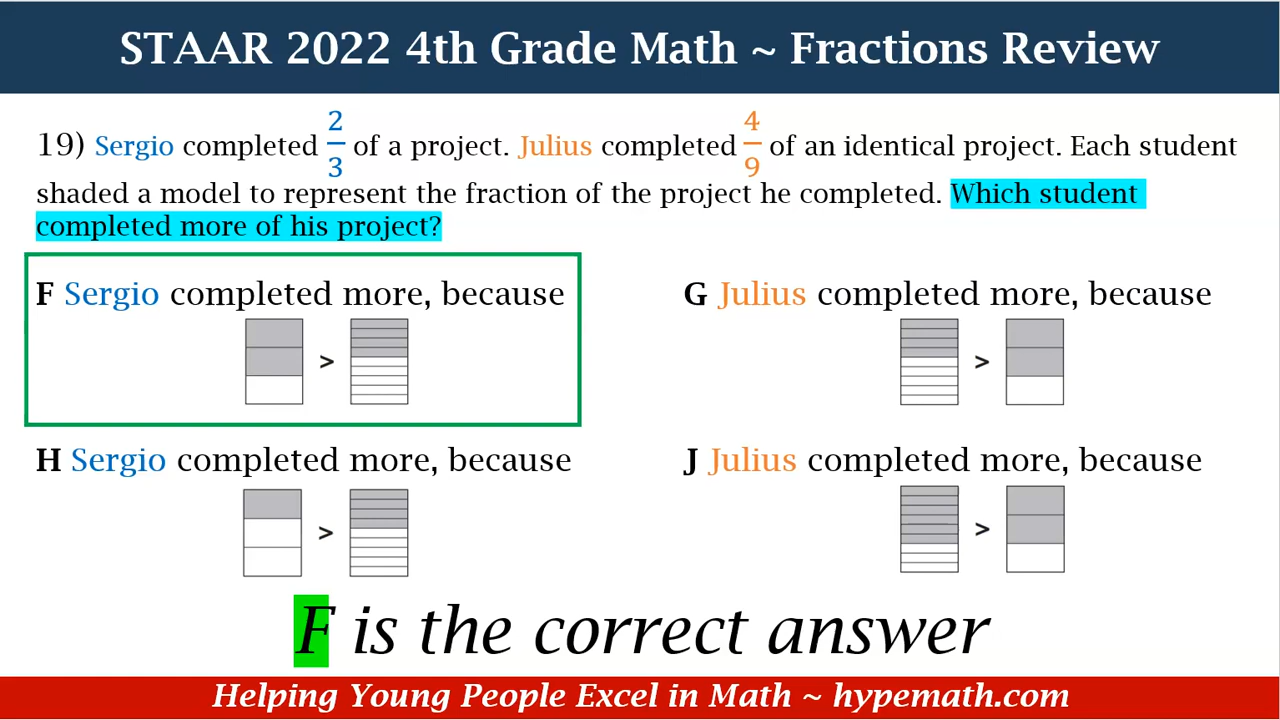 STAAR 2022 4th Grade Math ~ Fractions Review
19) Sergio completed 2/3 of a project. Julius completed 4/9 of an identical project. Each student
shaded a model to represent the fraction of the project he completed. Which student
completed more of his project?
F Sergio completed more, because
>
G Julius completed more, because
>
H Sergio completed more, because
>
J Julius completed more, because
>
F is the correct answer
Helping Young People Excel in Math ~ hypemath.com